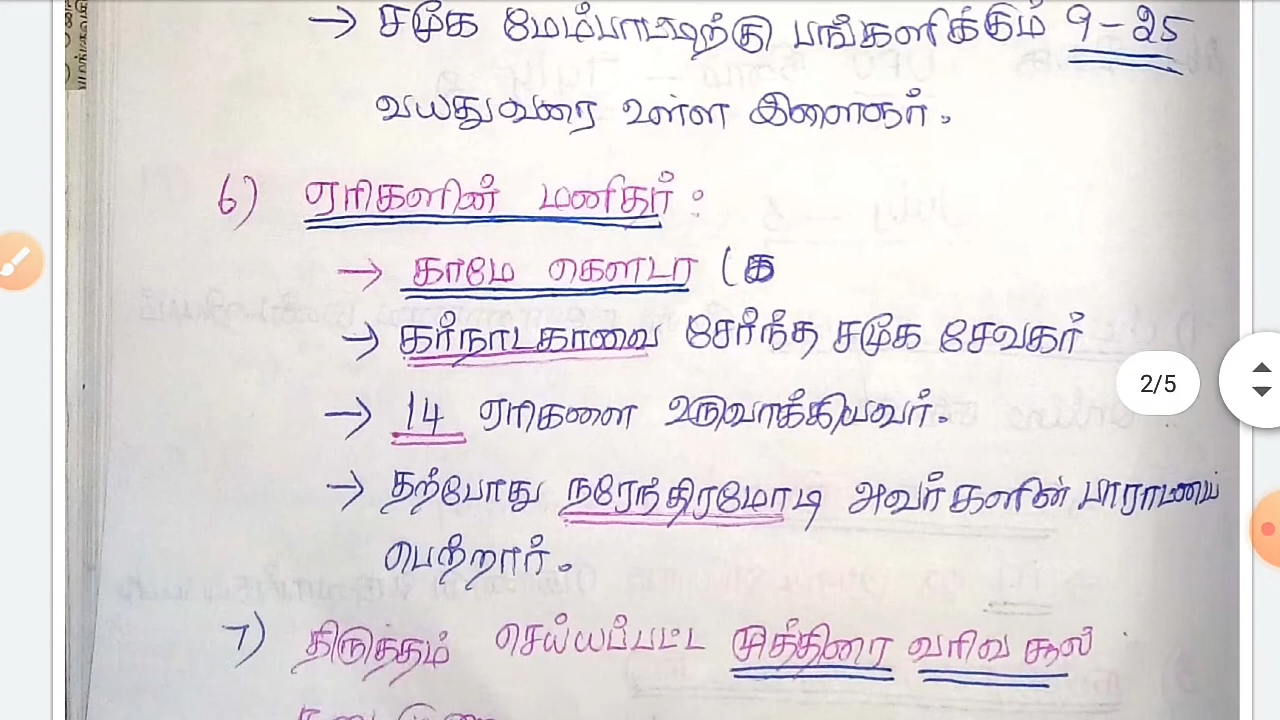 → சமூக மேம்பாட்டிற்கு பங்களிக்கும் 9-25
வயதுவரை உள்ள இளைஞர்.
6) ஏரிகளின் மனிதர் :
→ காமே கௌடா (க
→ கர்நாடகாவை சேர்ந்த சமூக சேவகர்
→ 14 ஏரிகளை உருவாக்கியவர்.
→ தற்போது நரேந்திரமோடி அவர்களின் பாராட்டை
பெற்றார்.
2/5
7) திருத்தம் செய்யப்பட்ட முத்திரை வரிவசூல்